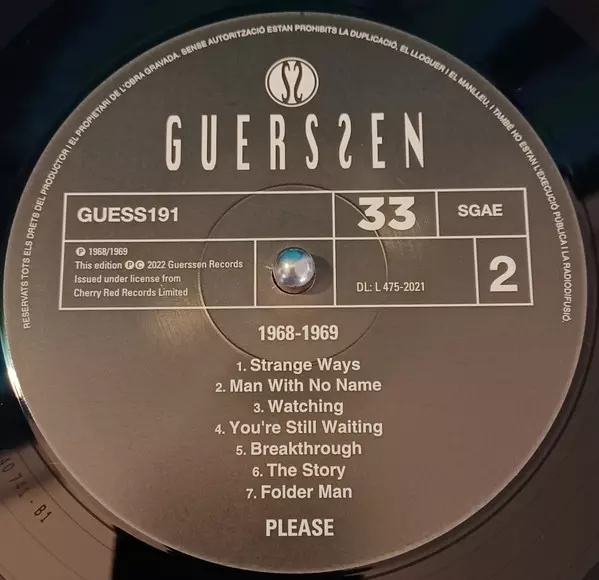 RESERVATS TOTS ELS DRETS DEL PRODUCTOR I EL PROPIETARI DE L'OBRA GRAVADA. SENSE AUTORITZACIÓ ESTAN PROHIBITS LA DUPLICACIÓ, EL LLOGUER I EL MANLLEU, I TAMBÉ HO ESTAN L'EXECUCIÓ PÚBLICA I LA RADIODIFUSIÓ.
GUERSSEN
GUESS191
33
SGAE
℗ 1968/1969
This edition ℗© 2022 Guerssen Records
Issued under license from
Cherry Red Records Limited
DL: L 475-2021
2
1968-1969
1. Strange Ways
2. Man With No Name
3. Watching
4. You're Still Waiting
5. Breakthrough
6. The Story
7. Folder Man
PLEASE